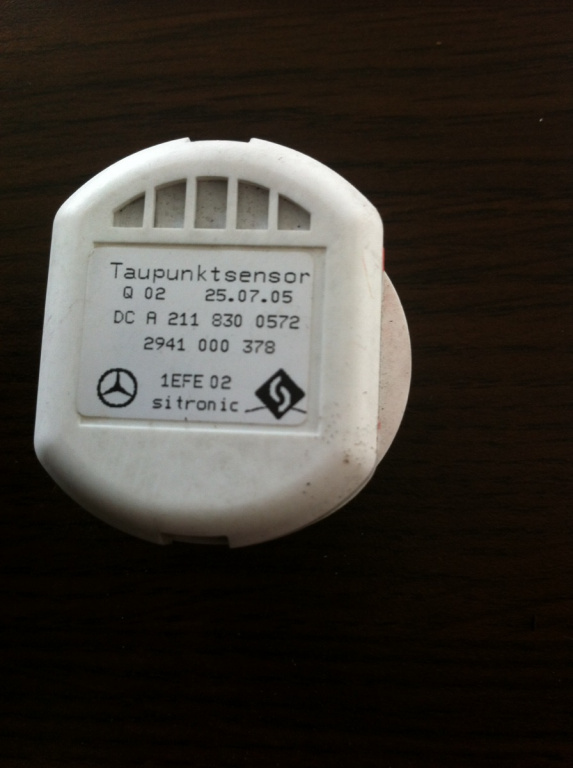 Taupunktsensor
Q 02 25.07.05
DC A 211 830 0572
2941 000 378
1EFE 02
sitronic